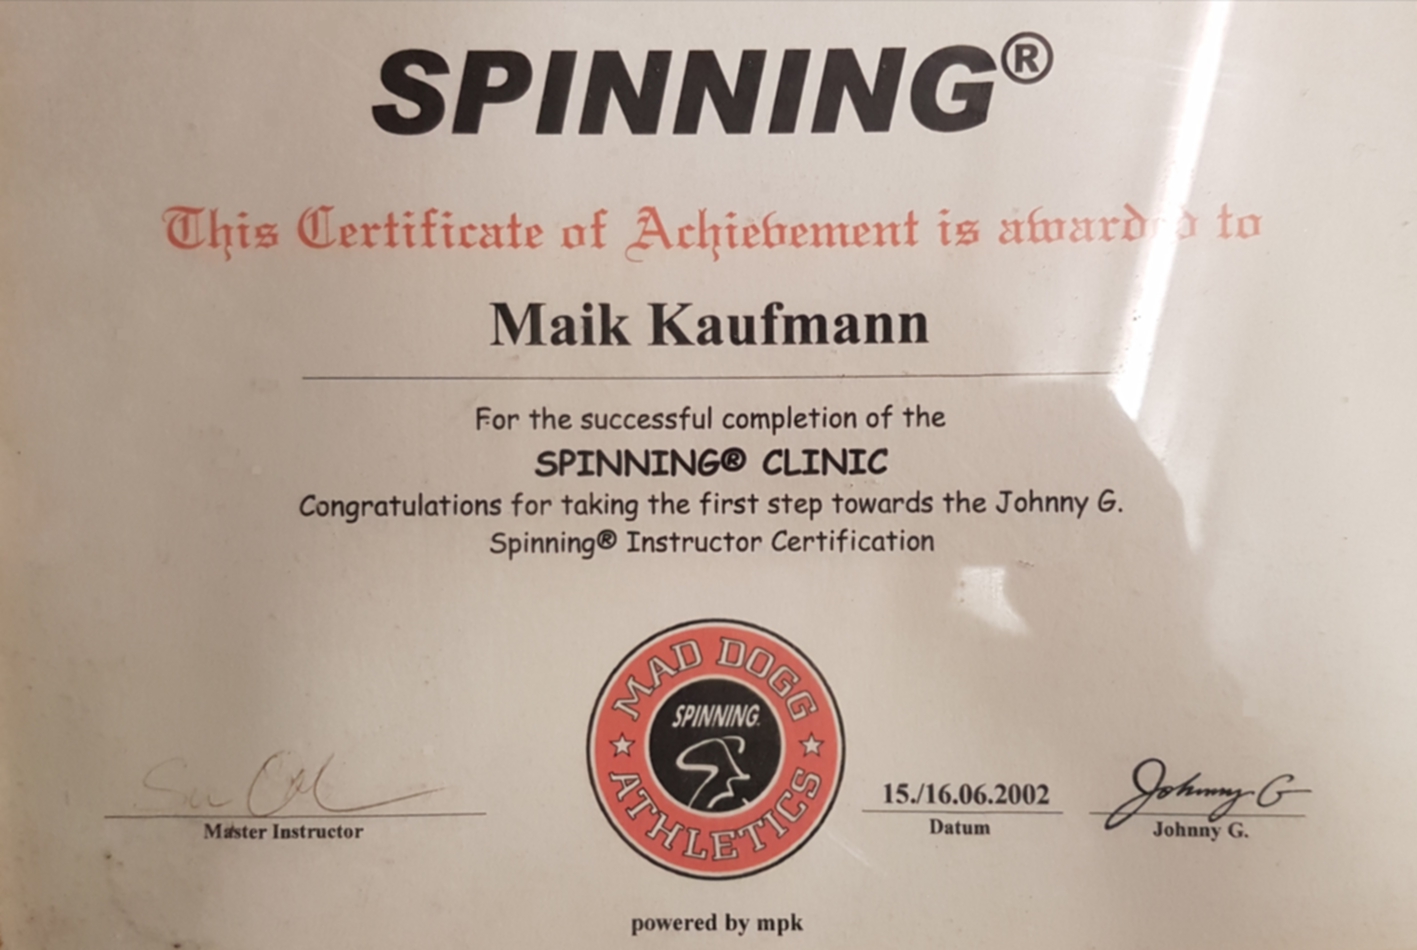 SPINNING®
This Certificate of Achievement is awarded to
Maik Kaufmann
For the successful completion of the
SPINNING® CLINIC
Congratulations for taking the first step towards the Johnny G.
Spinning® Instructor Certification
MAD DOGG
SPINNING.
ATHLETICS
15./16.06.2002
Johnny G
Master Instructor
Datum
Johnny G.
powered by mpk